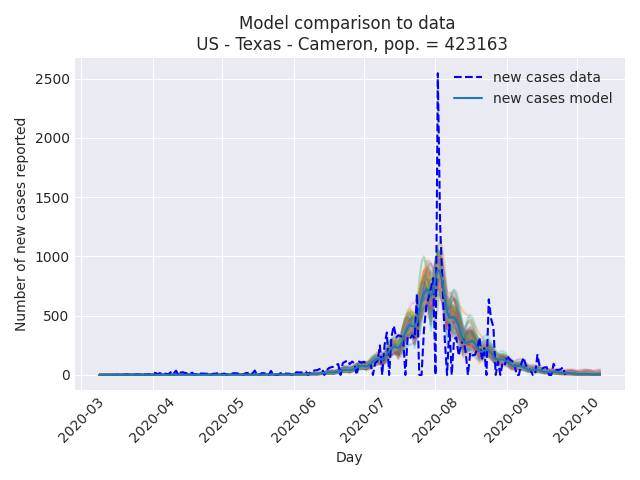 Model comparison to data
US - Texas - Cameron, pop. = 423163
Number of new cases reported
2500
2000
1500
1000
500
0
new cases data
new cases model
2020-03
2020-04
2020-05
2020-06
2020-07
2020-08
2020-09
2020-10
Day